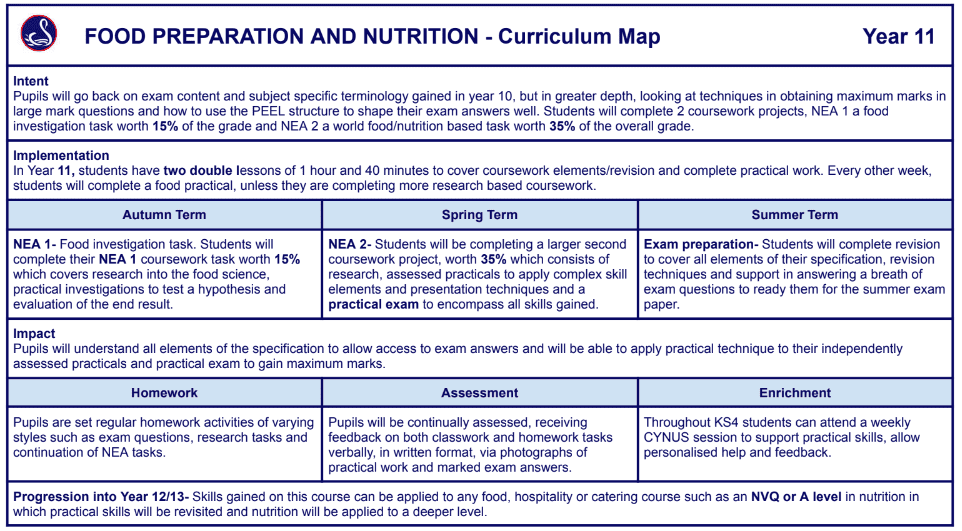 FOOD PREPARATION AND NUTRITION - Curriculum Map Year 11
Intent
Pupils will go back on exam content and subject specific terminology gained in year 10, but in greater depth, looking at techniques in obtaining maximum marks in
large mark questions and how to use the PEEL structure to shape their exam answers well. Students will complete 2 coursework projects, NEA 1 a food
investigation task worth 15% of the grade and NEA 2 a world food/nutrition based task worth 35% of the overall grade.
Implementation
In Year 11, students have two double lessons of 1 hour and 40 minutes to cover coursework elements/revision and complete practical work. Every other week,
students will complete a food practical, unless they are completing more research based coursework.
Autumn Term
NEA 1- Food investigation task. Students will
complete their NEA 1 coursework task worth 15%
which covers research into the food science,
practical investigations to test a hypothesis and
evaluation of the end result.
Spring Term
NEA 2- Students will be completing a larger second
coursework project, worth 35% which consists of
research, assessed practicals to apply complex skill
elements and presentation techniques and a
practical exam to encompass all skills gained.
Summer Term
Exam preparation- Students will complete revision
to cover all elements of their specification, revision
techniques and support in answering a breath of
exam questions to ready them for the summer exam
paper.
Impact
Pupils will understand all elements of the specification to allow access to exam answers and will be able to apply practical technique to their independently
assessed practicals and practical exam to gain maximum marks.
Homework
Pupils are set regular homework activities of varying
styles such as exam questions, research tasks and
continuation of NEA tasks.
Assessment
Pupils will be continually assessed, receiving
feedback on both classwork and homework tasks
verbally, in written format, via photographs of
practical work and marked exam answers.
Enrichment
Throughout KS4 students can attend a weekly
CYNUS session to support practical skills, allow
personalised help and feedback.
Progression into Year 12/13- Skills gained on this course can be applied to any food, hospitality or catering course such as an NVQ or A level in nutrition in
which practical skills will be revisited and nutrition will be applied to a deeper level.